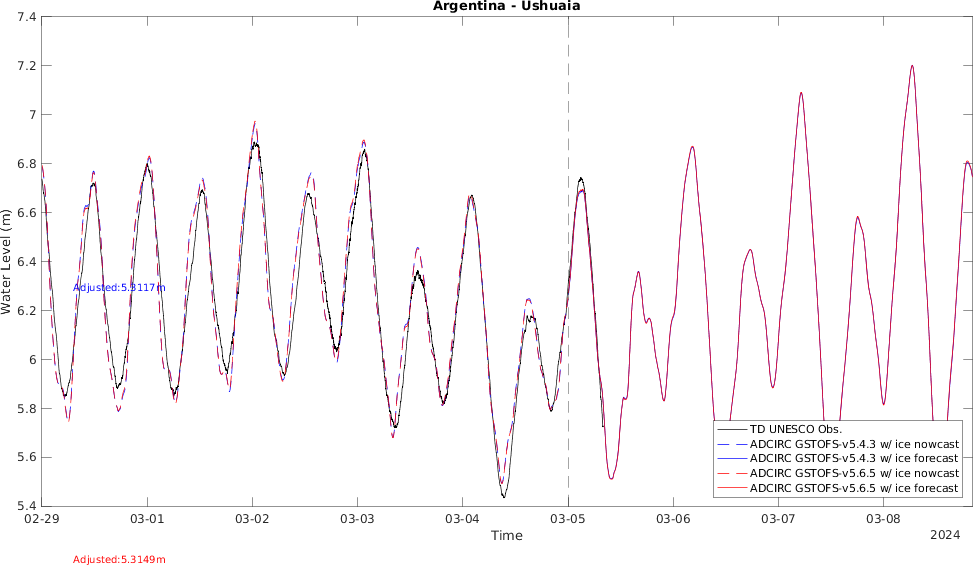 Argentina - Ushuaia
7.4
7.2
7
6.8
6.6
6.4
6.2
6
5.8
5.6
5.4
Water Level (m)
Adjusted:5.3117m
TD UNESCO Obs.
ADCIRC GSTOFS-v5.4.3 w/ ice nowcast
ADCIRC GSTOFS-v5.4.3 w/ ice forecast
ADCIRC GSTOFS-v5.6.5 w/ ice nowcast
ADCIRC GSTOFS-v5.6.5 w/ ice forecast
02-29 03-01 03-02 03-03 03-04 03-05 03-06 03-07 03-08
Time
2024
Adjusted:5.3149m